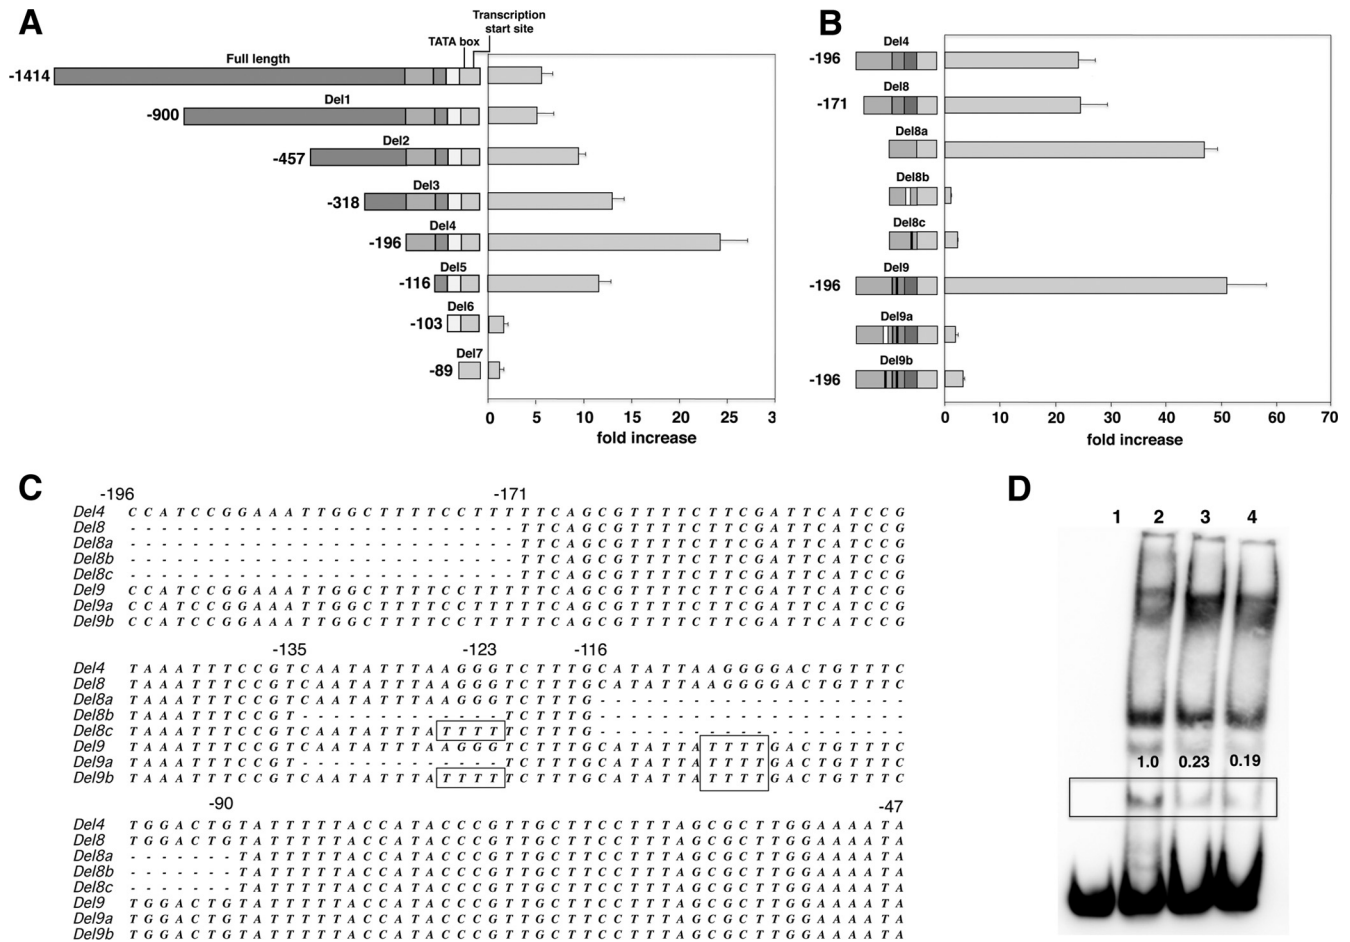 A
Transcription
start site
TATA box
Full length
-1414
Del1
-900
Del2
-457
Del3
-318
Del4
-196
Del5
-116
Del6
-103
Del7
-89
0 5 10 15 20 25 3
fold increase
B
Del4
-196
Del8
-171
Del8a
Del8b
Del8c
Del9
-196
Del9a
Del9b
-196
0 10 20 30 40 50 60 70
fold increase
C
-196 -171
Del4 C C A T C C G G A A A T T G G C T T T T C C T T T T T C A G C G T T T T C T T C G A T T C A T C C G
Del8 - - - - - - - - - - - - - - - - - - - - - - - - - T T C A G C G T T T T C T T C G A T T C A T C C G
Del8a - - - - - - - - - - - - - - - - - - - - - - - - - T T C A G C G T T T T C T T C G A T T C A T C C G
Del8b - - - - - - - - - - - - - - - - - - - - - - - - - T T C A G C G T T T T C T T C G A T T C A T C C G
Del8c - - - - - - - - - - - - - - - - - - - - - - - - - T T C A G C G T T T T C T T C G A T T C A T C C G
Del9 C C A T C C G G A A A T T G G C T T T T C C T T T T T C A G C G T T T T C T T C G A T T C A T C C G
Del9a C C A T C C G G A A A T T G G C T T T T C C T T T T T C A G C G T T T T C T T C G A T T C A T C C G
Del9b C C A T C C G G A A A T T G G C T T T T C C T T T T T C A G C G T T T T C T T C G A T T C A T C C G
-135 -123 -116
Del4 T A A A T T T C C G T C A A T A T T T A A G G G T C T T T G C A T A T T A A G G G G A C T G T T T C
Del8 T A A A T T T C C G T C A A T A T T T A A G G G T C T T T G C A T A T T A A G G G G A C T G T T T C
Del8a T A A A T T T C C G T C A A T A T T T A A G G G T C T T T G - - - - - - - - - - - - - - - - - - - -
Del8b T A A A T T T C C G T - - - - - - - - - - - - - T C T T T G - - - - - - - - - - - - - - - - - - - -
Del8c T A A A T T T C C G T C A A T A T T T A T T T T T C T T T G - - - - - - - - - - - - - - - - - - - -
Del9 T A A A T T T C C G T C A A T A T T T A A G G G T C T T T G C A T A T T A T T T T G A C T G T T T C
Del9a T A A A T T T C C G T - - - - - - - - - - - - - T C T T T G C A T A T T A T T T T G A C T G T T T C
Del9b T A A A T T T C C G T C A A T A T T T A T T T T T C T T T G C A T A T T A T T T T G A C T G T T T C
-90 -47
Del4 T G G A C T G T A T T T T T A C C A T A C C C G T T G C T T C C T T T A G C G C T T G G A A A A T A
Del8 T G G A C T G T A T T T T T A C C A T A C C C G T T G C T T C C T T T A G C G C T T G G A A A A T A
Del8a - - - - - - - T A T T T T T A C C A T A C C C G T T G C T T C C T T T A G C G C T T G G A A A A T A
Del8b - - - - - - - T A T T T T T A C C A T A C C C G T T G C T T C C T T T A G C G C T T G G A A A A T A
Del8c - - - - - - - T A T T T T T A C C A T A C C C G T T G C T T C C T T T A G C G C T T G G A A A A T A
Del9 T G G A C T G T A T T T T T A C C A T A C C C G T T G C T T C C T T T A G C G C T T G G A A A A T A
Del9a T G G A C T G T A T T T T T A C C A T A C C C G T T G C T T C C T T T A G C G C T T G G A A A A T A
Del9b T G G A C T G T A T T T T T A C C A T A C C C G T T G C T T C C T T T A G C G C T T G G A A A A T A
D
1 2 3 4
1.0 0.23 0.19